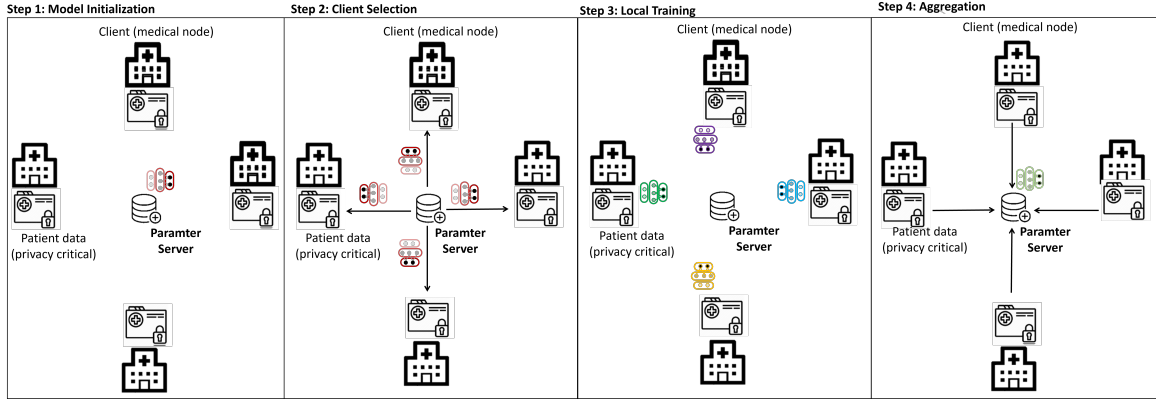 Step 1: Model Initialization
Client (medical node)
Patient data
(privacy critical)
Paramter
Server
Step 2: Client Selection
Client (medical node)
Patient data
(privacy critical)
Paramter
Server
Step 3: Local Training
Client (medical node)
Patient data
(privacy critical)
Paramter
Server
Step 4: Aggregation
Client (medical node)
Patient data
(privacy critical)
Paramter
Server